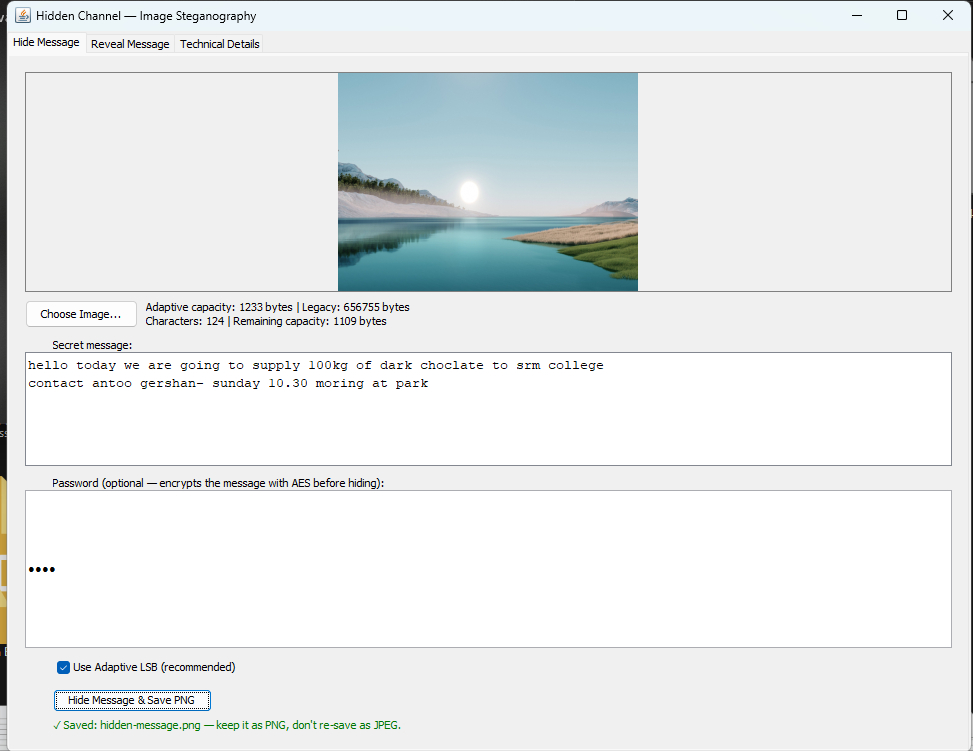 Hidden Channel — Image Steganography
Hide Message Reveal Message Technical Details
Choose Image...
Adaptive capacity: 1233 bytes | Legacy: 656755 bytes
Characters: 124 | Remaining capacity: 1109 bytes
Secret message:
hello today we are going to supply 100kg of dark choclate to srm college
contact antoo gershan- sunday 10.30 moring at park
Password (optional — encrypts the message with AES before hiding):
••••
Use Adaptive LSB (recommended)
Hide Message & Save PNG
✓ Saved: hidden-message.png — keep it as PNG, don't re-save as JPEG.